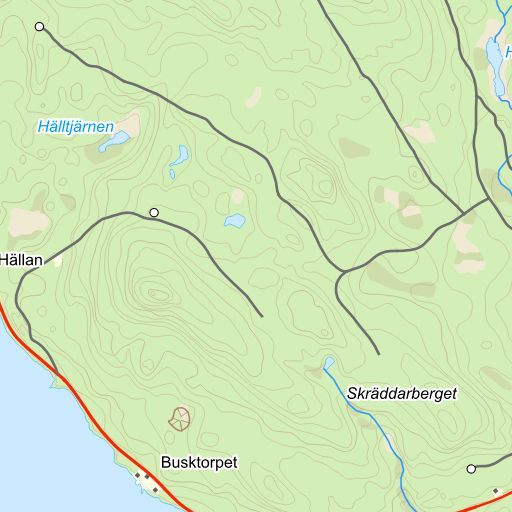 H
Hälltjärnen
Hällan
Skräddarberget
Busktorpet